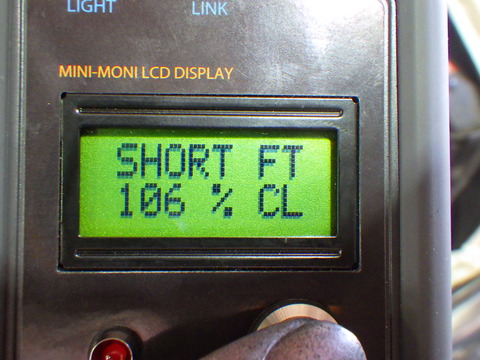 LIGHT LINK
MINI-MONI LCD DISPLAY
SHORT FT
106 % CL